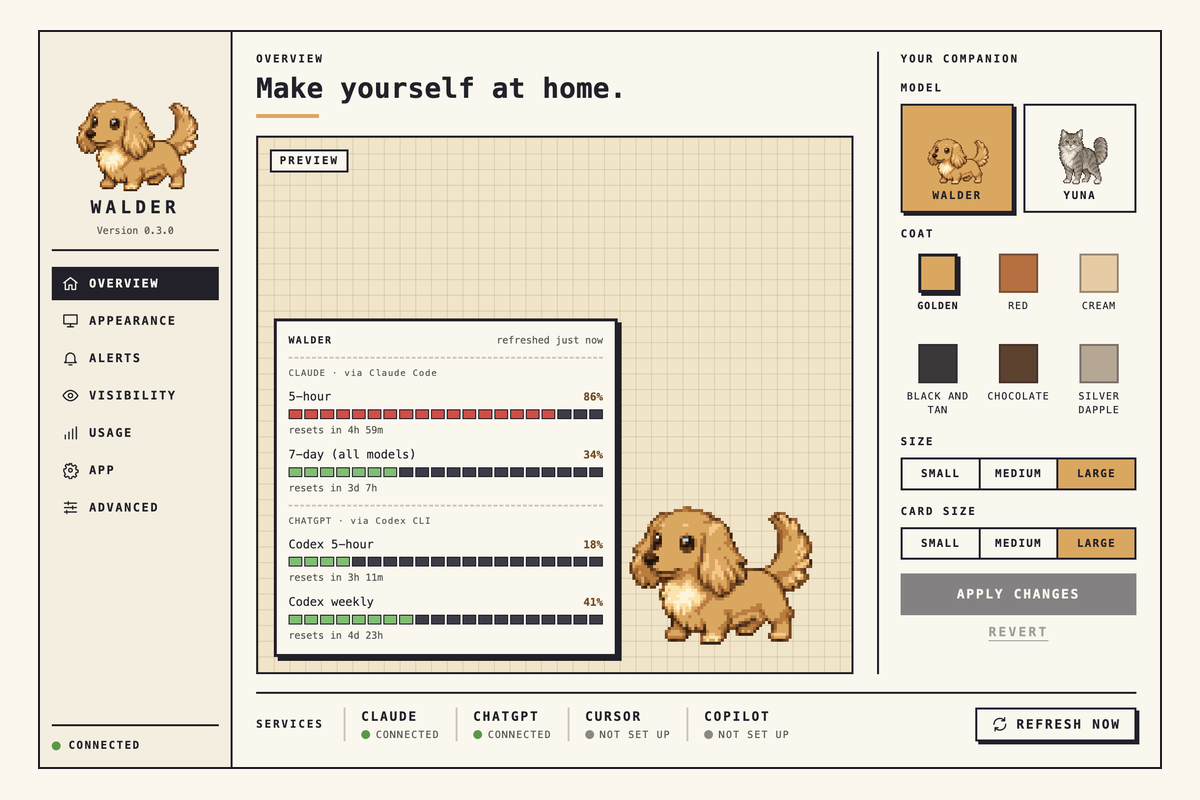 WALDER
Version 0.3.0
OVERVIEW
APPEARANCE
ALERTS
VISIBILITY
USAGE
APP
ADVANCED
CONNECTED
OVERVIEW
Make yourself at home.
PREVIEW
WALDER refreshed just now
CLAUDE · via Claude Code
5−hour 86%
resets in 4h 59m
7−day (all models) 34%
resets in 3d 7h
CHATGPT · via Codex CLI
Codex 5−hour 18%
resets in 3h 11m
Codex weekly 41%
resets in 4d 23h
YOUR COMPANION
MODEL
WALDER YUNA
COAT
GOLDEN RED CREAM
BLACK AND TAN CHOCOLATE SILVER DAPPLE
SIZE
SMALL MEDIUM LARGE
CARD SIZE
SMALL MEDIUM LARGE
APPLY CHANGES
REVERT
SERVICES
CLAUDE
CONNECTED
CHATGPT
CONNECTED
CURSOR
NOT SET UP
COPILOT
NOT SET UP
REFRESH NOW